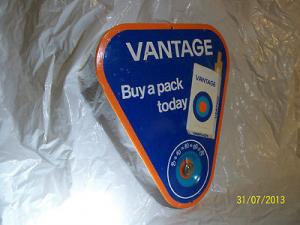 VANTAGE
Buy a pack
today
VANTAGE
31/07/2013